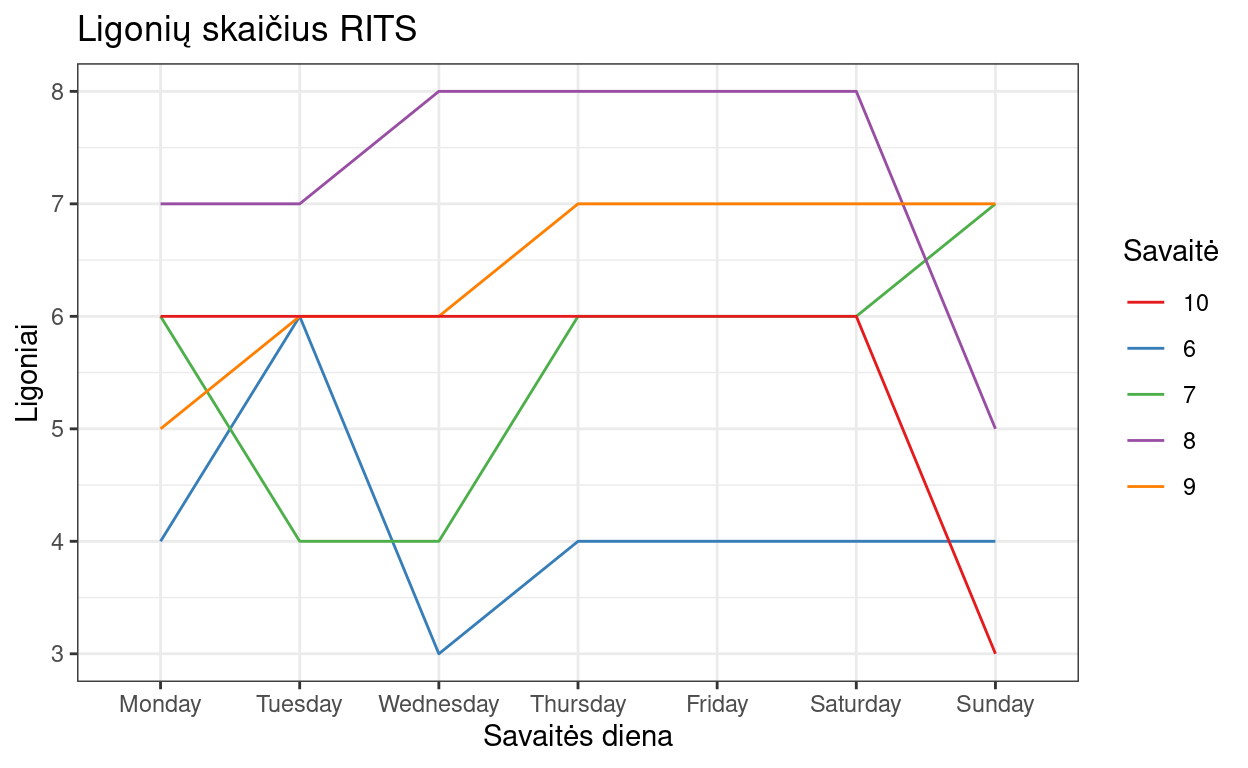 Ligonių skaičius RITS
8
7
6
5
4
3
Ligoniai
Monday Tuesday Wednesday Thursday Friday Saturday Sunday
Savaitės diena
Savaitė
10
6
7
8
9